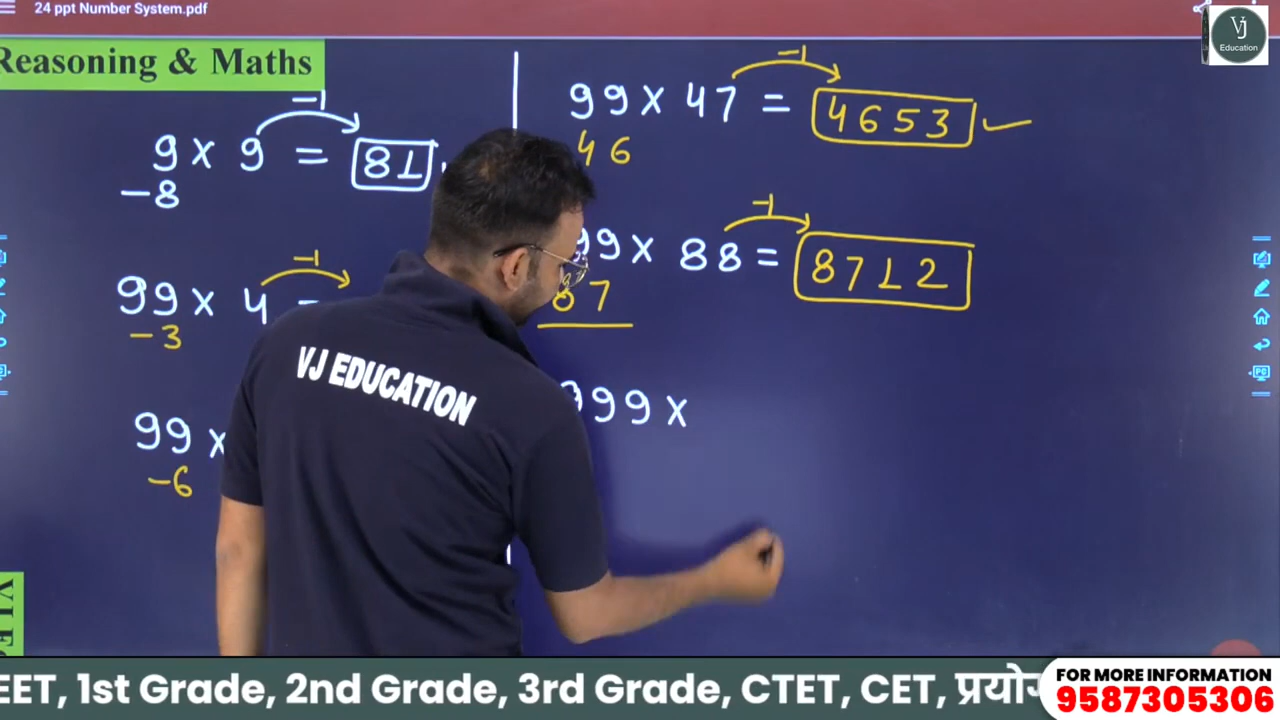 24 ppt Number System.pdf
VJ
Education
Reasoning & Maths
-1
9 x 9 = 81
-8
-1
99 x 4 =
-3
99 x
-6
-1
99 x 47 = 4653
46
-1
99 x 88 = 8712
87
999 x
VJ EDUCATION
EET, 1st Grade, 2nd Grade, 3rd Grade, CTET, CET,
FOR MORE INFORMATION
9587305306